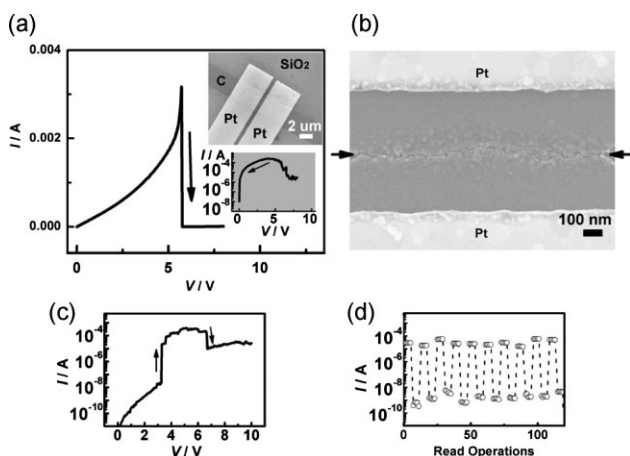 (a)
0.004
0.002
0.000
I / A
0
5
10
V / V
SiO₂
C
Pt
Pt
2 um
I / A
10⁻⁴
10⁻⁶
10⁻⁸
0
5
10
V / V
(b)
Pt
Pt
100 nm
(c)
I / A
10⁻⁴
10⁻⁶
10⁻⁸
10⁻¹⁰
0
2
4
6
8
10
V / V
(d)
I / A
10⁻⁴
10⁻⁶
10⁻⁸
10⁻¹⁰
0
50
100
Read Operations